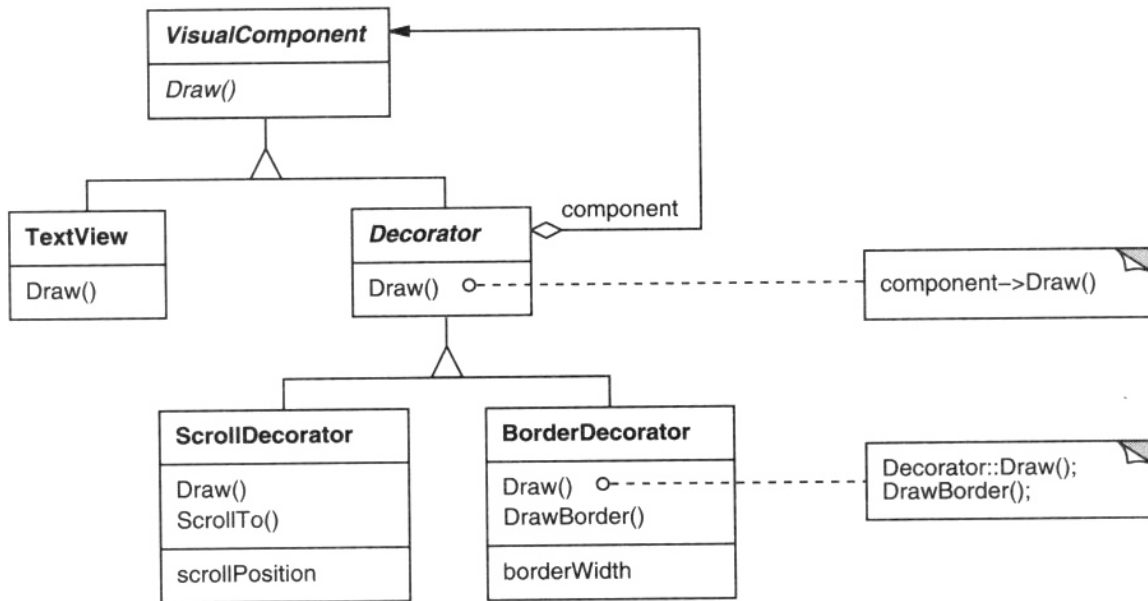 VisualComponent
Draw()
TextView
Draw()
Decorator
Draw()
component
component–>Draw()
ScrollDecorator
Draw()
ScrollTo()
scrollPosition
BorderDecorator
Draw()
DrawBorder()
borderWidth
Decorator::Draw();
DrawBorder();